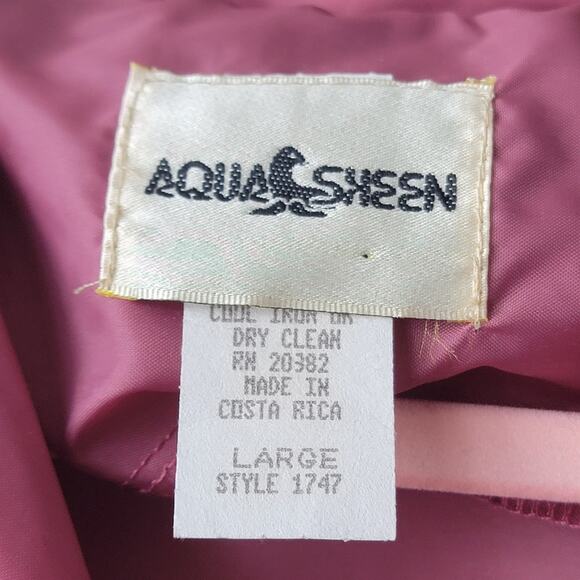 AQUA SHEEN
COOL IRON OR
DRY CLEAN
RN 20382
MADE IN
COSTA RICA
LARGE
STYLE 1747